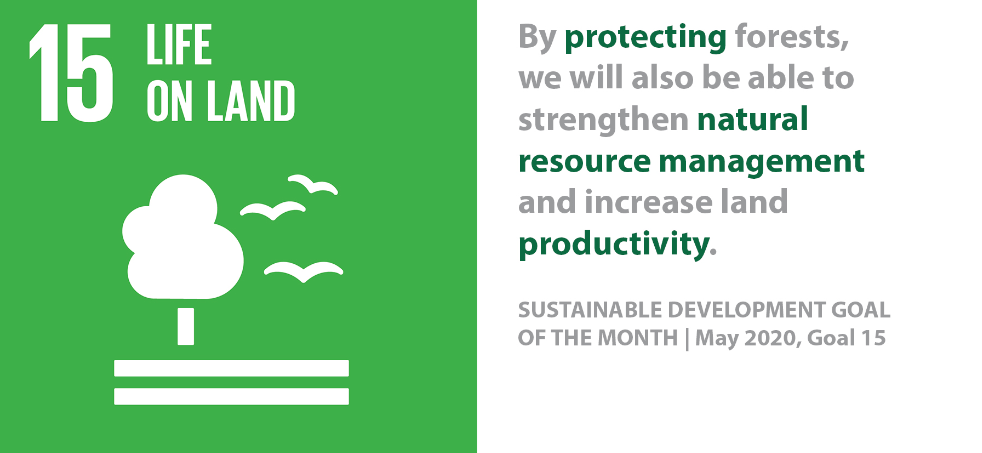 15
LIFE
ON LAND
By protecting forests,
we will also be able to
strengthen natural
resource management
and increase land
productivity.
SUSTAINABLE DEVELOPMENT GOAL
OF THE MONTH | May 2020, Goal 15